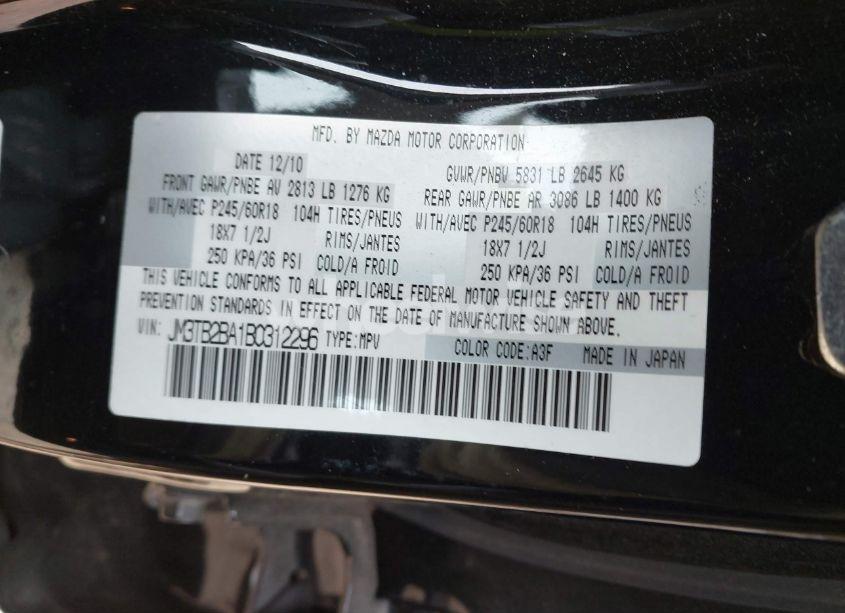 MFD. BY MAZDA MOTOR CORPORATION
DATE 12/10 GVWR/PNBV 5831 LB 2645 KG
FRONT GAWR/PNBE AV 2813 LB 1276 KG REAR GAWR/PNBE AR 3086 LB 1400 KG
WITH/AVEC P245/60R18 104H TIRES/PNEUS WITH/AVEC P245/60R18 104H TIRES/PNEUS
18X7 1/2J RIMS/JANTES 18X7 1/2J RIMS/JANTES
250 KPA/36 PSI COLD/A FROID 250 KPA/36 PSI COLD/A FROID
THIS VEHICLE CONFORMS TO ALL APPLICABLE FEDERAL MOTOR VEHICLE SAFETY AND THEFT
PREVENTION STANDARDS IN EFFECT ON THE DATE OF MANUFACTURE SHOWN ABOVE.
VIN: JM3TB2BA1B0312296 TYPE:MPV COLOR CODE:A3F MADE IN JAPAN